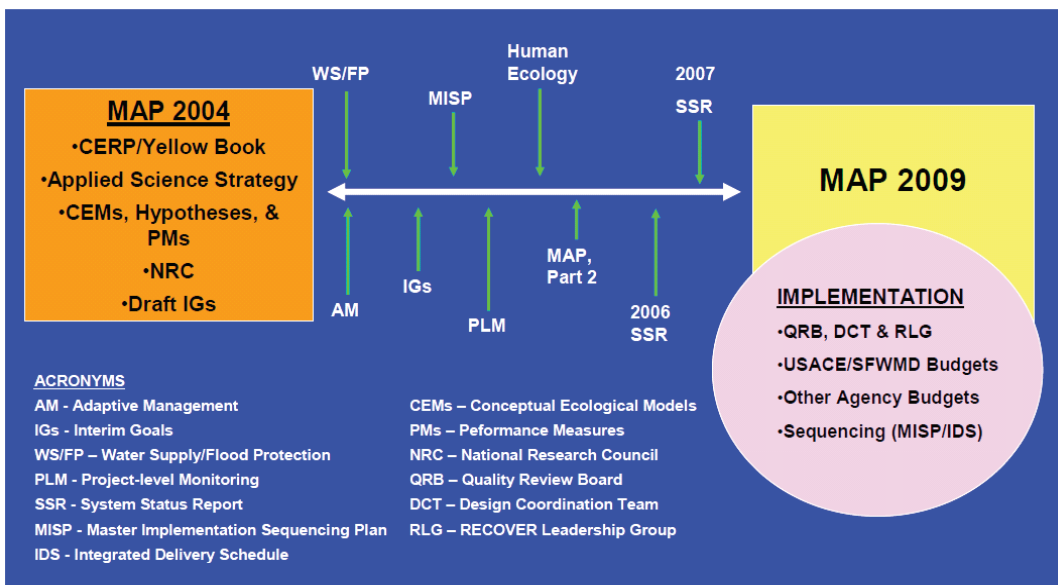 MAP 2004
•CERP/Yellow Book
•Applied Science Strategy
•CEMs, Hypotheses, &
PMs
•NRC
•Draft IGs
WS/FP
MISP
Human
Ecology
2007
SSR
AM
IGs
PLM
MAP,
Part 2
2006
SSR
MAP 2009
IMPLEMENTATION
•QRB, DCT & RLG
•USACE/SFWMD Budgets
•Other Agency Budgets
•Sequencing (MISP/IDS)
ACRONYMS
AM - Adaptive Management
IGs - Interim Goals
WS/FP – Water Supply/Flood Protection
PLM - Project-level Monitoring
SSR - System Status Report
MISP - Master Implementation Sequencing Plan
IDS - Integrated Delivery Schedule
CEMs – Conceptual Ecological Models
PMs – Peformance Measures
NRC – National Research Council
QRB – Quality Review Board
DCT – Design Coordination Team
RLG – RECOVER Leadership Group